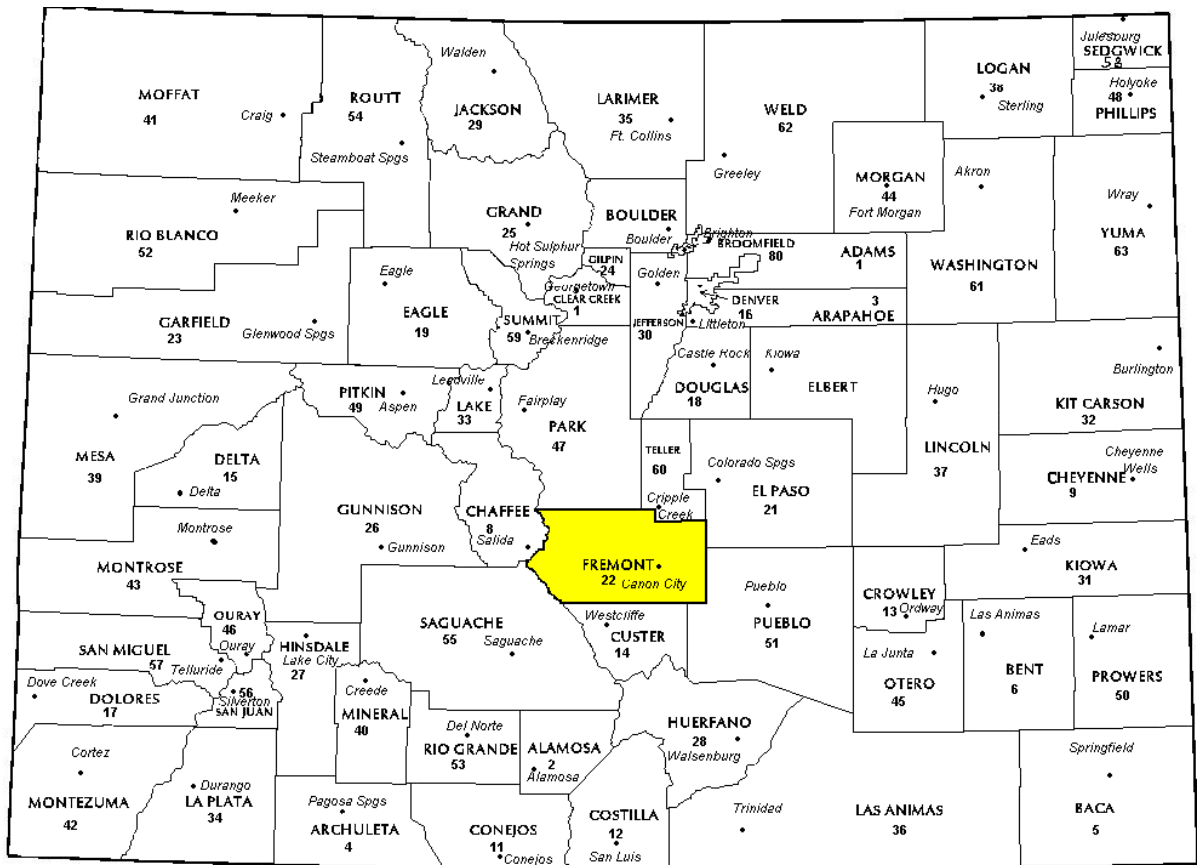 Walden
Julesburg
SEDGWICK
58
LOGAN
38
Sterling
Holyoke
48
PHILLIPS
MOFFAT
41
Craig
ROUTT
54
Steamboat Spgs
JACKSON
29
LARIMER
35
Ft. Collins
WELD
62
Greeley
MORGAN
44
Fort Morgan
Akron
Wray
YUMA
63
Meeker
RIO BLANCO
52
GRAND
25
Hot Sulphur
Springs
BOULDER
Boulder
Brighton
BROOMFIELD
80
ADAMS
1
WASHINGTON
61
GILPIN
24
Golden
Eagle
EAGLE
19
Georgetown
CLEAR CREEK
1
DENVER
16
3
ARAPAHOE
GARFIELD
23
Glenwood Spgs
SUMMIT
59
Breckenridge
JEFFERSON
30
Littleton
Castle Rock
DOUGLAS
18
Kiowa
ELBERT
Hugo
LINCOLN
37
Burlington
KIT CARSON
32
Grand Junction
MESA
39
PITKIN
49
Aspen
Leedville
LAKE
33
Fairplay
PARK
47
TELLER
60
Cripple
Creek
Colorado Spgs
EL PASO
21
Cheyenne
Wells
CHEYENNE
9
DELTA
15
Delta
GUNNISON
26
Gunnison
CHAFFEE
8
Salida
Montrose
MONTROSE
43
FREMONT
22
Canon City
Pueblo
PUEBLO
51
CROWLEY
13
Ordway
Eads
KIOWA
31
OURAY
46
Ouray
HINSDALE
Lake City
27
SAGUACHE
55
Saguache
Westcliffe
CUSTER
14
La Junta
OTERO
45
Las Animas
BENT
6
Lamar
PROWERS
50
SAN MIGUEL
57
Telluride
Dove Creek
DOLORES
17
56
Silverton
SAN JUAN
Creede
MINERAL
40
Del Norte
RIO GRANDE
53
ALAMOSA
2
Alamosa
HUERFANO
28
Walsenburg
Cortez
MONTEZUMA
42
Durango
LA PLATA
34
Pagosa Spgs
ARCHULETA
4
CONEJOS
11
Conejos
COSTILLA
12
San Luis
Trinidad
LAS ANIMAS
36
Springfield
BACA
5